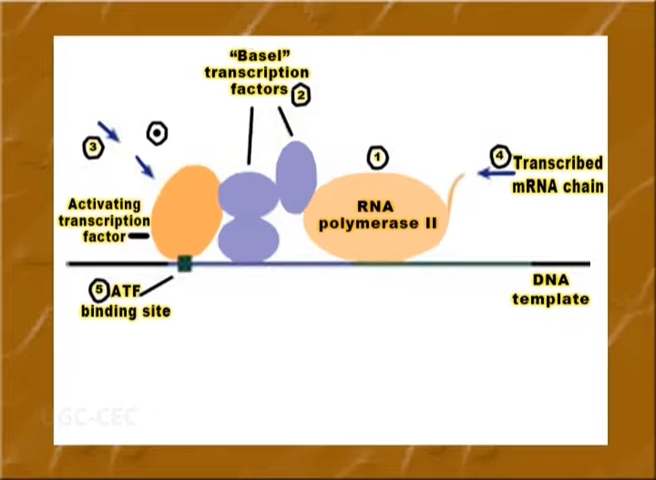 “Basel”
transcription
factors 2
3
1
4 Transcribed
mRNA chain
Activating
transcription
factor
RNA
polymerase II
5 ATF
binding site
DNA
template
UGC-CEC